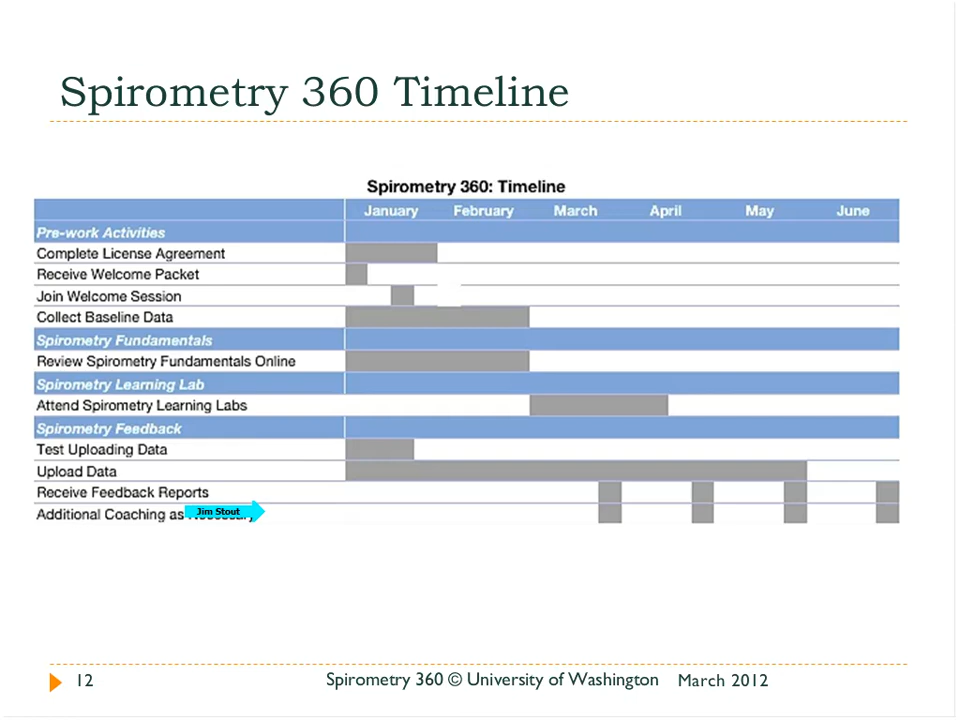 Spirometry 360 Timeline
Spirometry 360: Timeline
January February March April May June
Pre-work Activities
Complete License Agreement
Receive Welcome Packet
Join Welcome Session
Collect Baseline Data
Spirometry Fundamentals
Review Spirometry Fundamentals Online
Spirometry Learning Lab
Attend Spirometry Learning Labs
Spirometry Feedback
Test Uploading Data
Upload Data
Receive Feedback Reports
Additional Coaching as
Jim Stout
12 Spirometry 360 © University of Washington March 2012